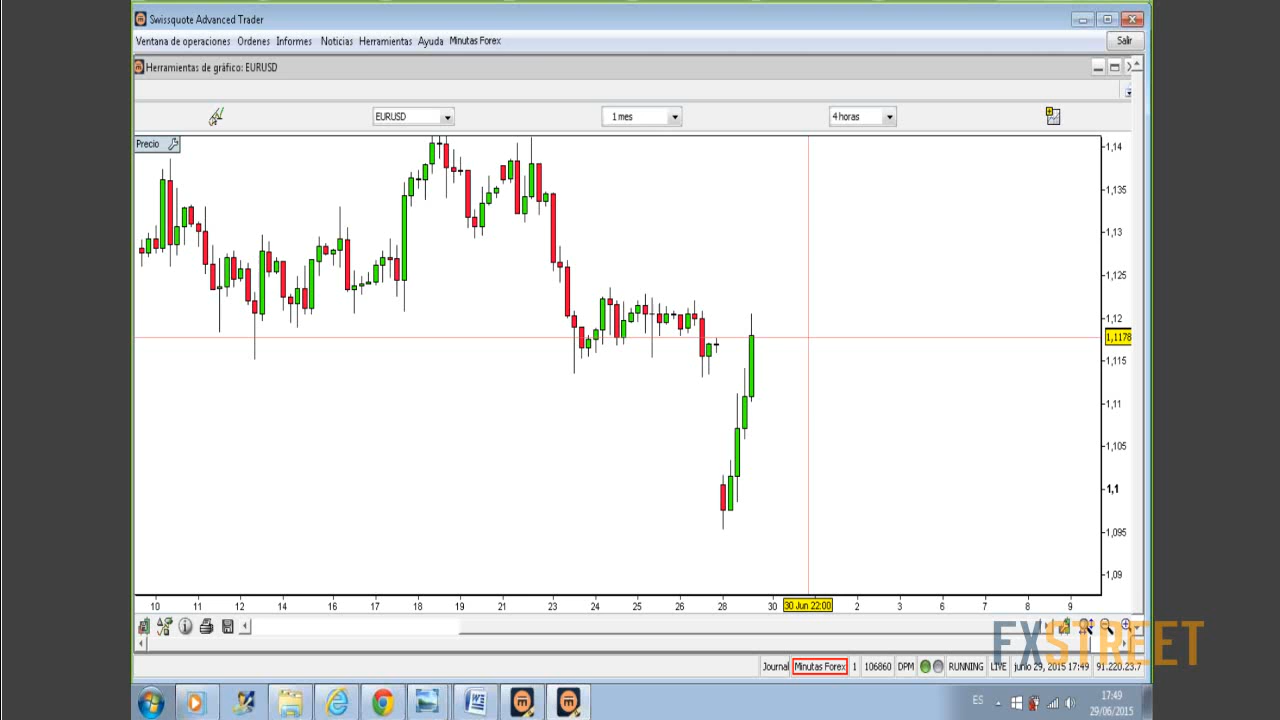 Swissquote Advanced Trader
Ventana de operaciones Ordenes Informes Noticias Herramientas Ayuda Minutas Forex Salir
Herramientas de gráfico: EURUSD
EURUSD 1 mes 4 horas
Precio
1,14
1,135
1,13
1,125
1,12
1,1178
1,115
1,11
1,105
1,1
1,095
1,09
10 11 12 14 16 17 18 19 21 23 24 25 26 28 30 30 Jun 22:00 2 3 6 7 8 9
FXSTREET
Journal Minutas Forex 1 106860 DPM RUNNING LIVE junio 29, 2015 17:49 91.220.23.7
ES 17:49
29/06/2015